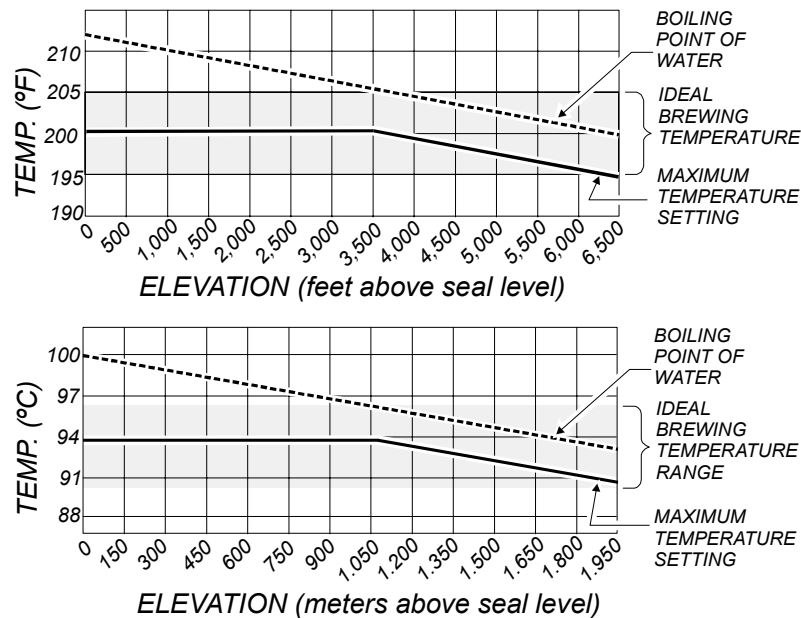 TEMP. (ºF)
210
205
200
195
190
0
500
1,000
1,500
2,000
2,500
3,000
3,500
4,000
4,500
5,000
5,500
6,000
6,500
ELEVATION (feet above seal level)
BOILING
POINT OF
WATER
IDEAL
BREWING
TEMPERATURE
MAXIMUM
TEMPERATURE
SETTING
TEMP. (ºC)
100
97
94
91
88
0
150
300
450
600
750
900
1.050
1.200
1.350
1.500
1.650
1.800
1.950
ELEVATION (meters above seal level)
BOILING
POINT OF
WATER
IDEAL
BREWING
TEMPERATURE
RANGE
MAXIMUM
TEMPERATURE
SETTING